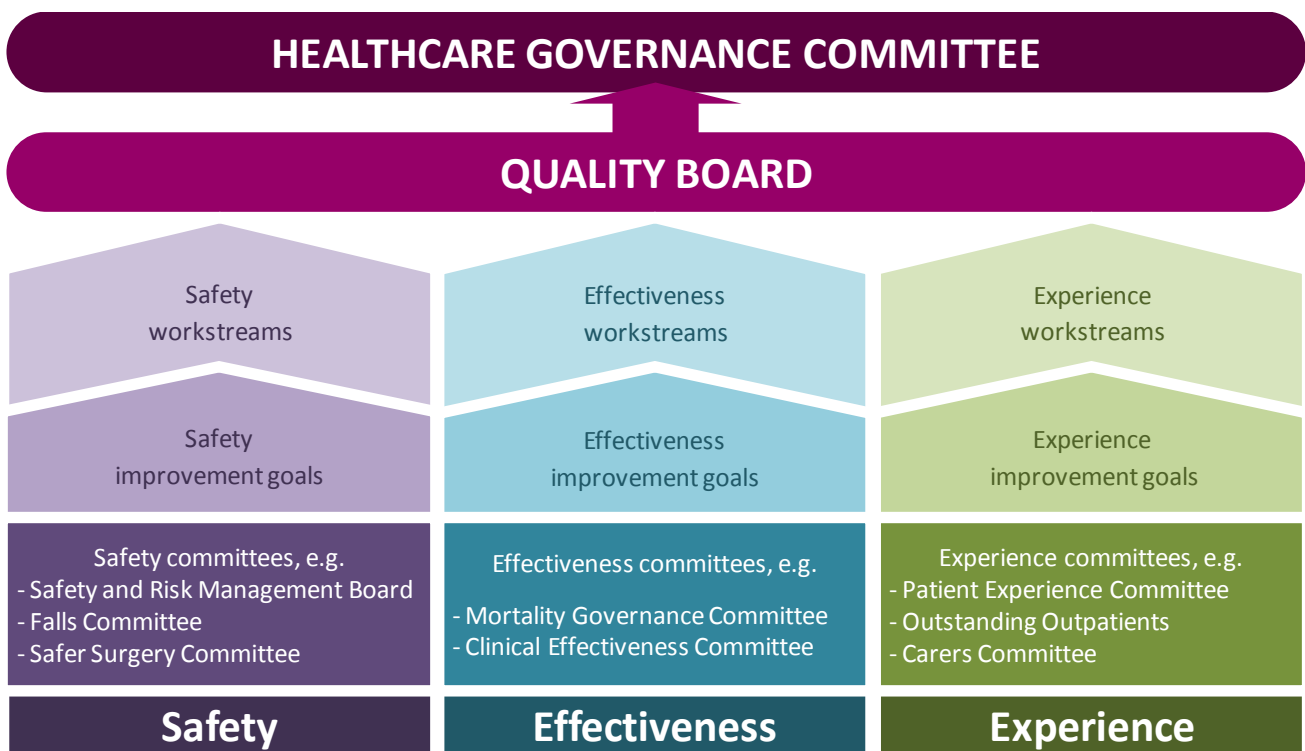 HEALTHCARE GOVERNANCE COMMITTEE
QUALITY BOARD
Safety
workstreams
Effectiveness
workstreams
Experience
workstreams
Safety
improvement goals
Effectiveness
improvement goals
Experience
improvement goals
Safety committees, e.g.
- Safety and Risk Management Board
- Falls Committee
- Safer Surgery Committee
Effectiveness committees, e.g.
- Mortality Governance Committee
- Clinical Effectiveness Committee
Experience committees, e.g.
- Patient Experience Committee
- Outstanding Outpatients
- Carers Committee
Safety
Effectiveness
Experience